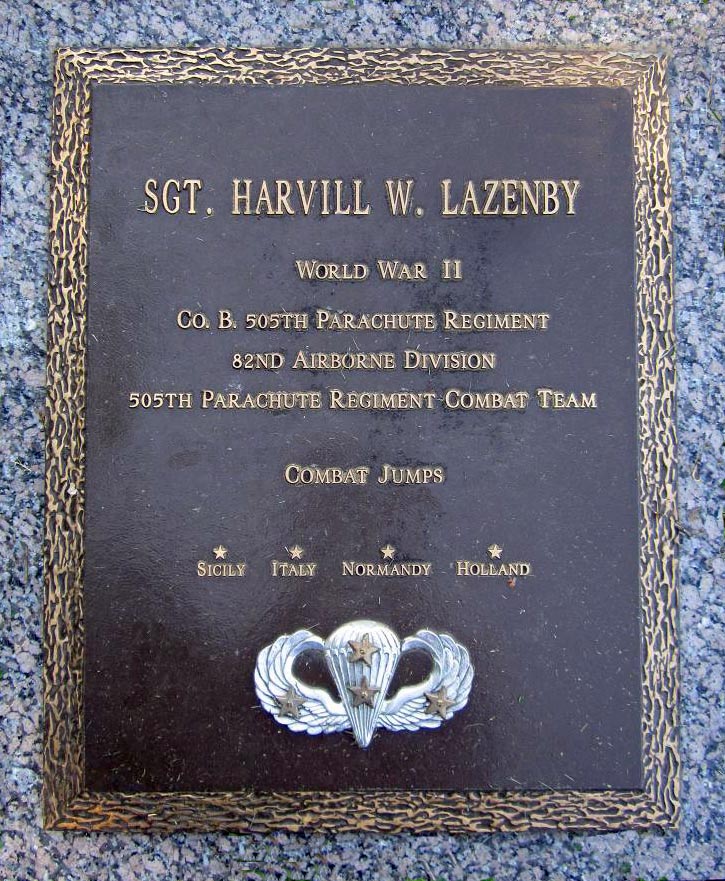 SGT. HARVILL W. LAZENBY
WORLD WAR II
CO. B. 505TH PARACHUTE REGIMENT
82ND AIRBORNE DIVISION
505TH PARACHUTE REGIMENT COMBAT TEAM
COMBAT JUMPS
SICILY ITALY NORMANDY HOLLAND